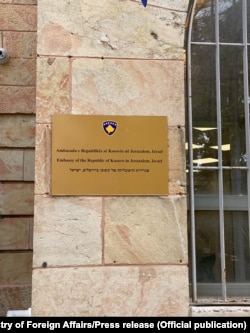 Ambasada e Republikës së Kosovës në Jerusalem, Izrael
Embassy of the Republic of Kosovo in Jerusalem, Israel
שגרירות הרפובליקה של קוסובו בירושלים, ישראל
stry of Foreign Affairs/Press release (Official publication)